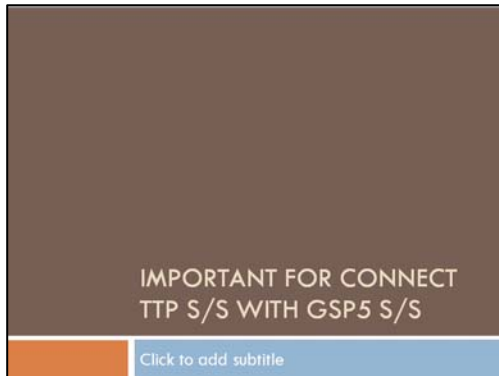 IMPORTANT FOR CONNECT
TTP S/S WITH GSP5 S/S
Click to add subtitle